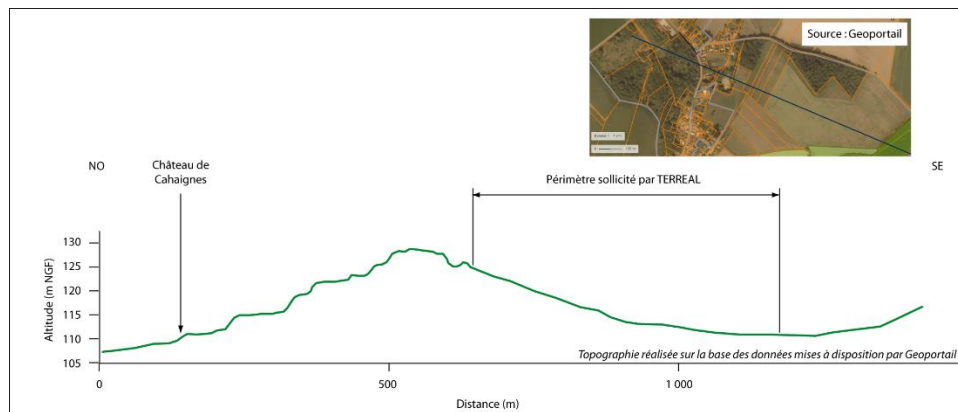 Source : Geoportail
NO
Château de
Cahaignes
Périmètre sollicité par TERREAL
SE
Altitude (m NGF)
130
125
120
115
110
105
Topographie réalisée sur la base des données mises à disposition par Geoportail
0
500
1 000
Distance (m)